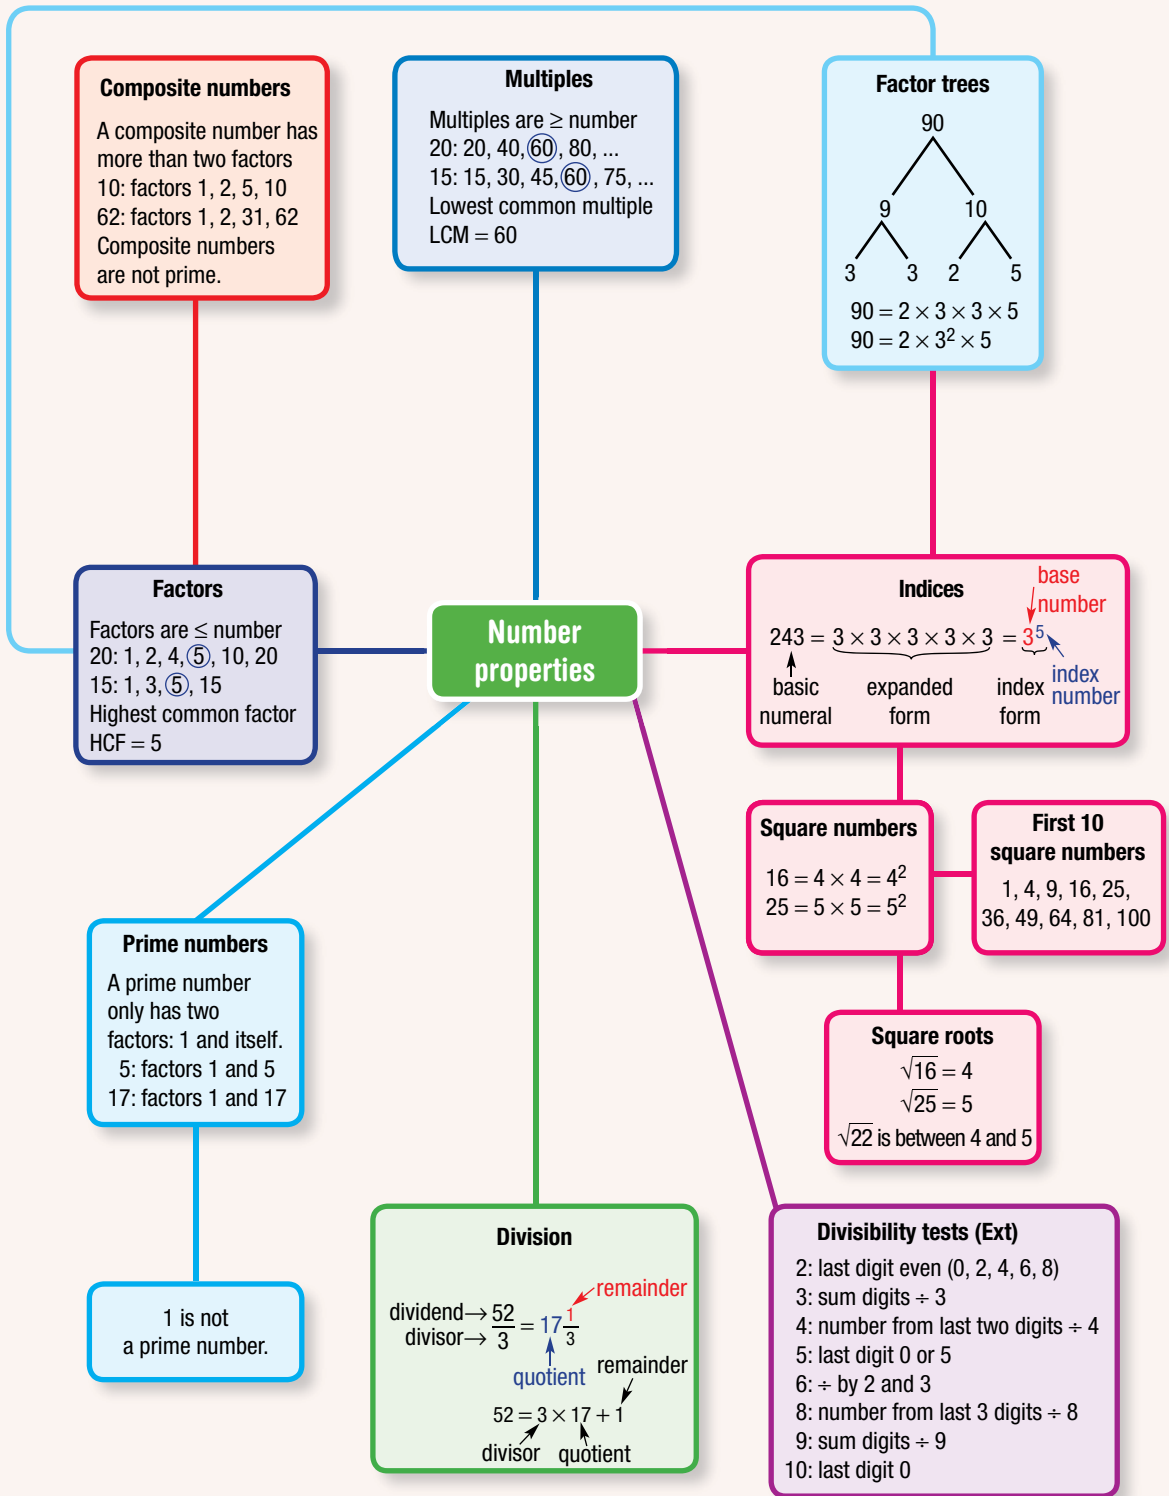 Composite numbers
A composite number has
more than two factors
10: factors 1, 2, 5, 10
62: factors 1, 2, 31, 62
Composite numbers
are not prime.
Multiples
Multiples are ≥ number
20: 20, 40, 60, 80, ...
15: 15, 30, 45, 60, 75, ...
Lowest common multiple
LCM = 60
Factor trees
90
9 10
3 3 2 5
90 = 2 × 3 × 3 × 5
90 = 2 × 3² × 5
Factors
Factors are ≤ number
20: 1, 2, 4, 5, 10, 20
15: 1, 3, 5, 15
Highest common factor
HCF = 5
Number
properties
Indices
base
number
243 = 3 × 3 × 3 × 3 × 3 = 3⁵
basic
numeral
expanded
form
index
form
index
number
Square numbers
16 = 4 × 4 = 4²
25 = 5 × 5 = 5²
First 10
square numbers
1, 4, 9, 16, 25,
36, 49, 64, 81, 100
Square roots
√16 = 4
√25 = 5
√22 is between 4 and 5
Prime numbers
A prime number
only has two
factors: 1 and itself.
5: factors 1 and 5
17: factors 1 and 17
1 is not
a prime number.
Division
remainder
dividend→ 52/3 = 17 1/3
divisor→
quotient
remainder
52 = 3 × 17 + 1
divisor quotient
Divisibility tests (Ext)
2: last digit even (0, 2, 4, 6, 8)
3: sum digits ÷ 3
4: number from last two digits ÷ 4
5: last digit 0 or 5
6: ÷ by 2 and 3
8: number from last 3 digits ÷ 8
9: sum digits ÷ 9
10: last digit 0